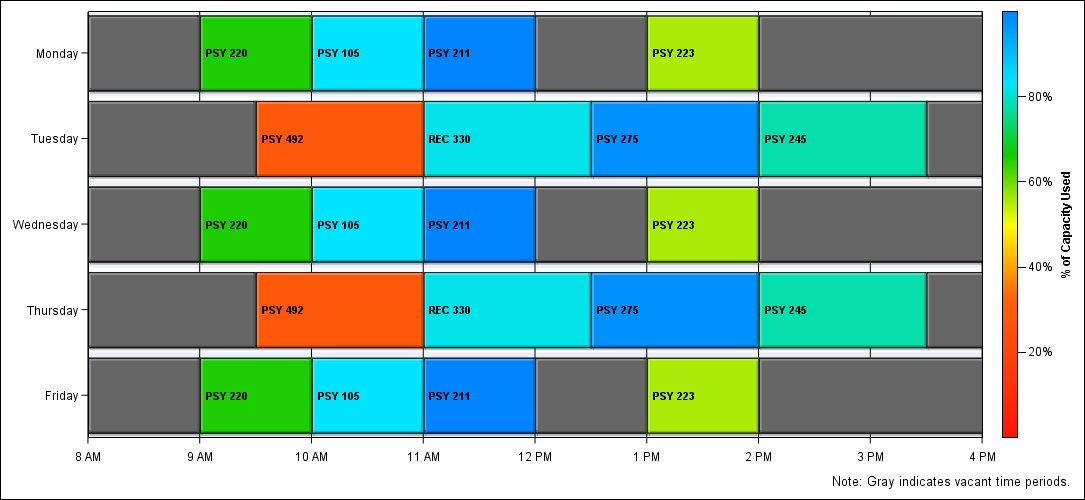 Monday PSY 220 PSY 105 PSY 211 PSY 223
Tuesday PSY 492 REC 330 PSY 275 PSY 245
Wednesday PSY 220 PSY 105 PSY 211 PSY 223
Thursday PSY 492 REC 330 PSY 275 PSY 245
Friday PSY 220 PSY 105 PSY 211 PSY 223
8 AM 9 AM 10 AM 11 AM 12 PM 1 PM 2 PM 3 PM 4 PM
80%
60%
40%
20%
% of Capacity Used
Note: Gray indicates vacant time periods.